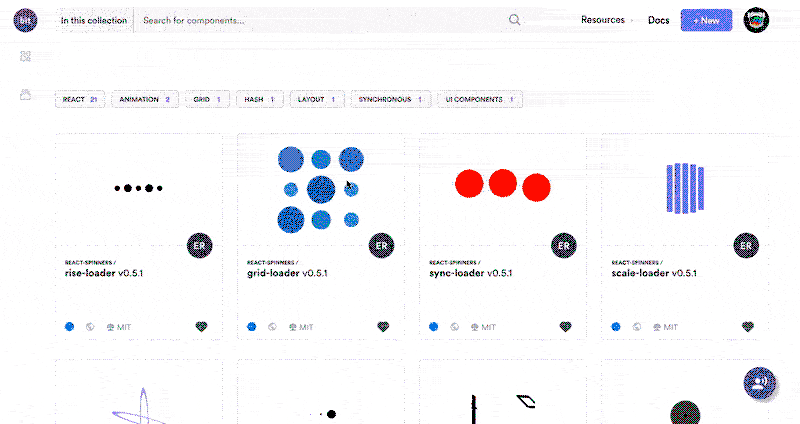 bit In this collection Search for components... Resources Docs + New
REACT 21 ANIMATION 2 GRID 1 HASH 1 LAYOUT 1 SYNCHRONOUS 1 UI COMPONENTS 1
ER ER ER ER
REACT-SPINNERS / REACT-SPINNERS / REACT-SPINNERS / REACT-SPINNERS /
rise-loader v0.5.1 grid-loader v0.5.1 sync-loader v0.5.1 scale-loader v0.5.1
MIT MIT MIT MIT